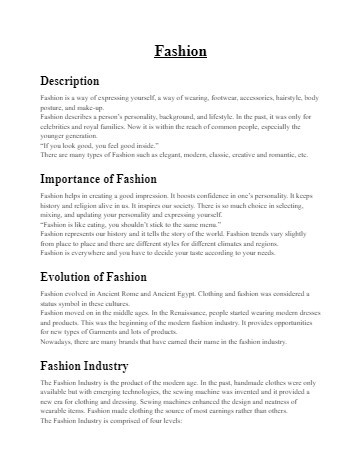 Fashion
Description
Fashion is a way of expressing yourself, a way of wearing, footwear, accessories, hairstyle, body
posture, and make-up.
Fashion describes a person's personality, background, and lifestyle. In the past, it was only for
celebrities and royal families. Now it is within the reach of common people, especially the
younger generation.
"If you look good, you feel good inside."
There are many types of Fashion such as elegant, modern, classic, creative and romantic, etc.
Importance of Fashion
Fashion helps in creating a good impression. It boosts confidence in one's personality. It keeps
history and religion alive in us. It inspires our society. There is so much choice in selecting,
mixing, and updating your personality and expressing yourself.
"Fashion is like eating, you shouldn't stick to the same menu."
Fashion represents our history and it tells the story of the world. Fashion trends vary slightly
from place to place and there are different styles for different climates and regions.
Fashion is everywhere and you have to decide your taste according to your needs.
Evolution of Fashion
Fashion evolved in Ancient Rome and Ancient Egypt. Clothing and fashion was considered a
status symbol in these cultures.
Fashion moved on in the middle ages. In the Renaissance, people started wearing modern dresses
and products. This was the beginning of the modern fashion industry. It provides opportunities
for new types of Garments and lots of products.
Nowadays, there are many brands that have earned their name in the fashion industry.
Fashion Industry
The Fashion Industry is the product of the modern age. In the past, handmade clothes were only
available but with emerging technologies, the sewing machine was invented and it provided a
new era for clothing and dressing. Sewing machines enhanced the design and neatness of
wearable items. Fashion made clothing the source of most earnings rather than others.
The Fashion Industry is comprised of four levels: